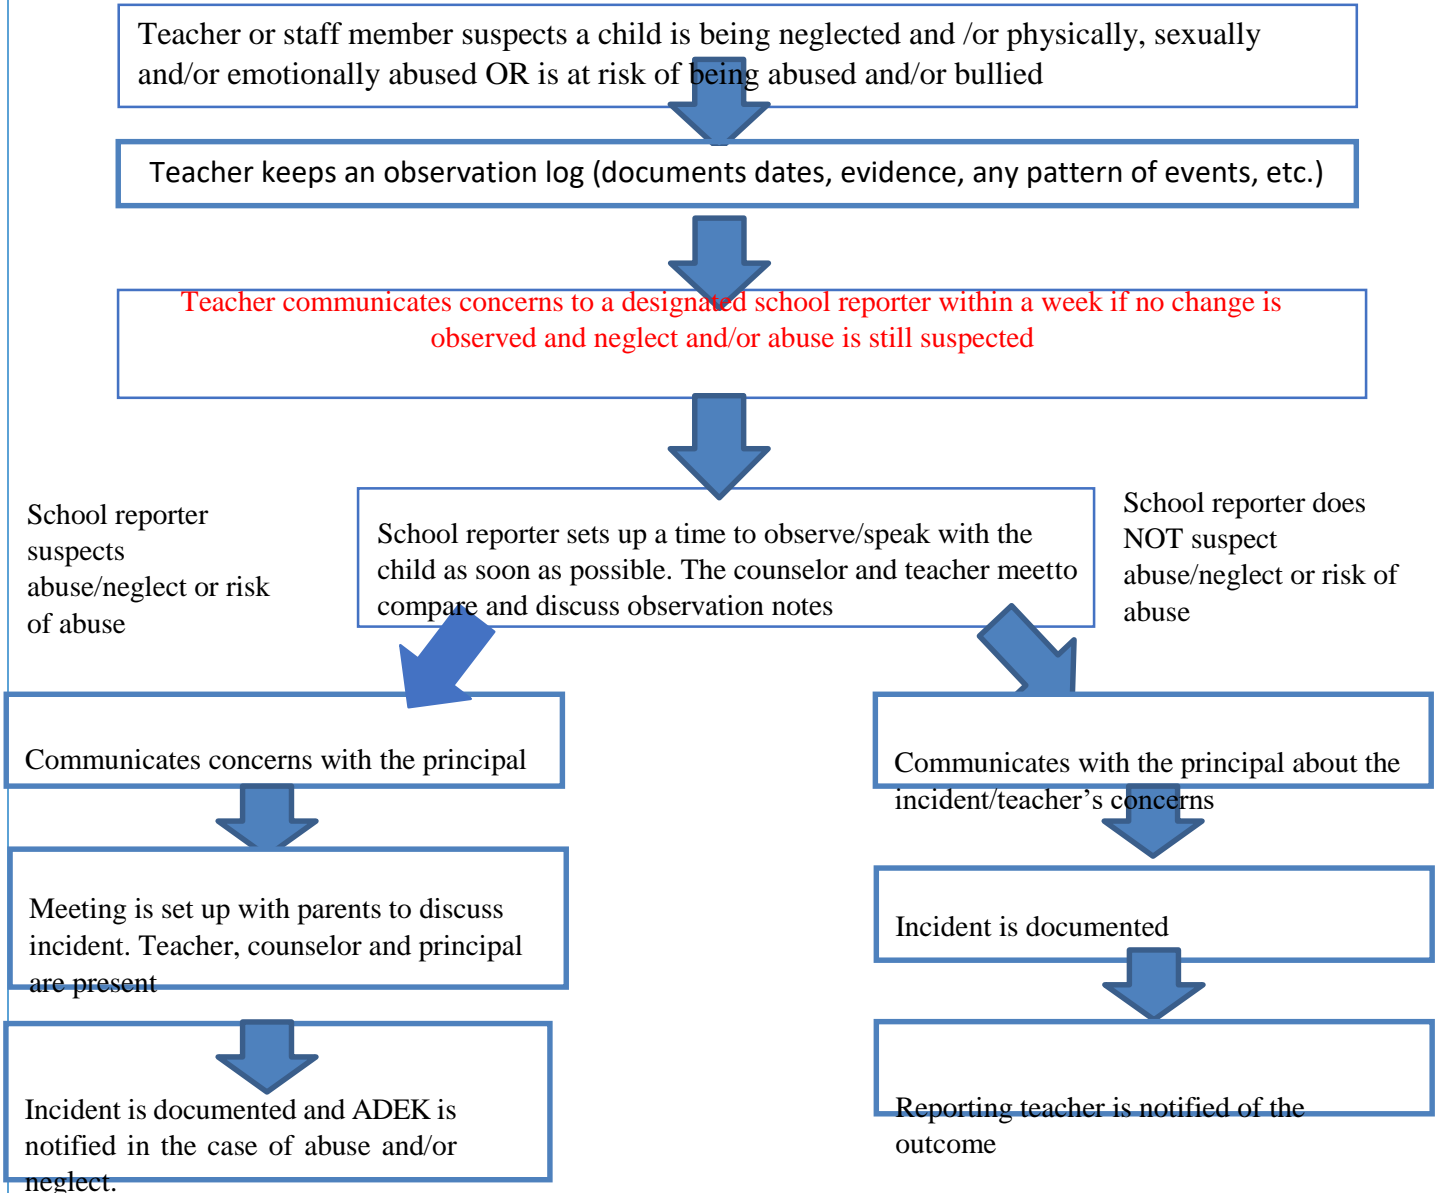 Teacher or staff member suspects a child is being neglected and /or physically, sexually
and/or emotionally abused OR is at risk of being abused and/or bullied
Teacher keeps an observation log (documents dates, evidence, any pattern of events, etc.)
Teacher communicates concerns to a designated school reporter within a week if no change is
observed and neglect and/or abuse is still suspected
School reporter
suspects
abuse/neglect or risk
of abuse
School reporter sets up a time to observe/speak with the
child as soon as possible. The counselor and teacher meetto
compare and discuss observation notes
School reporter does
NOT suspect
abuse/neglect or risk of
abuse
Communicates concerns with the principal
Communicates with the principal about the
incident/teacher’s concerns
Meeting is set up with parents to discuss
incident. Teacher, counselor and principal
are present
Incident is documented
Incident is documented and ADEK is
notified in the case of abuse and/or
neglect.
Reporting teacher is notified of the
outcome